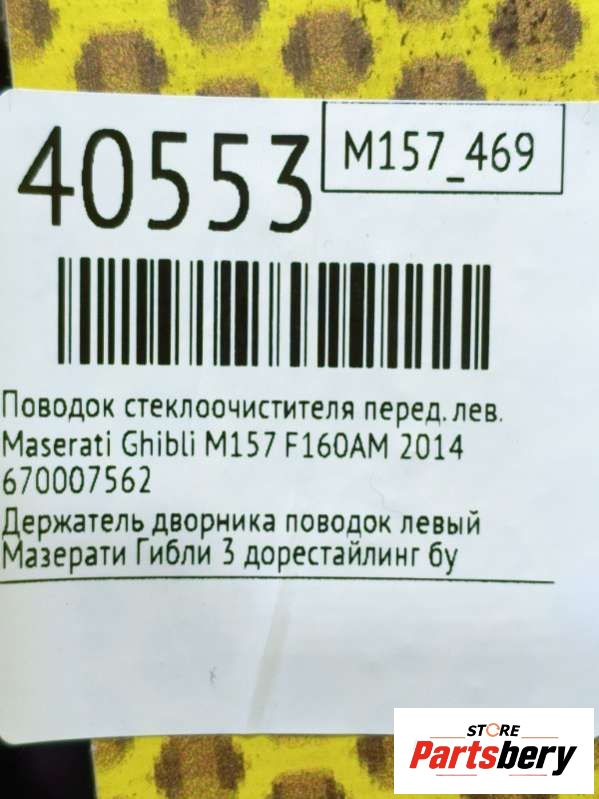 40553
M157_469
Поводок стеклоочистителя перед. лев.
Maserati Ghibli M157 F160AM 2014
670007562
Держатель дворника поводок левый
Мазерати Гибли 3 дорестайлинг бу
STORE
Partsbery